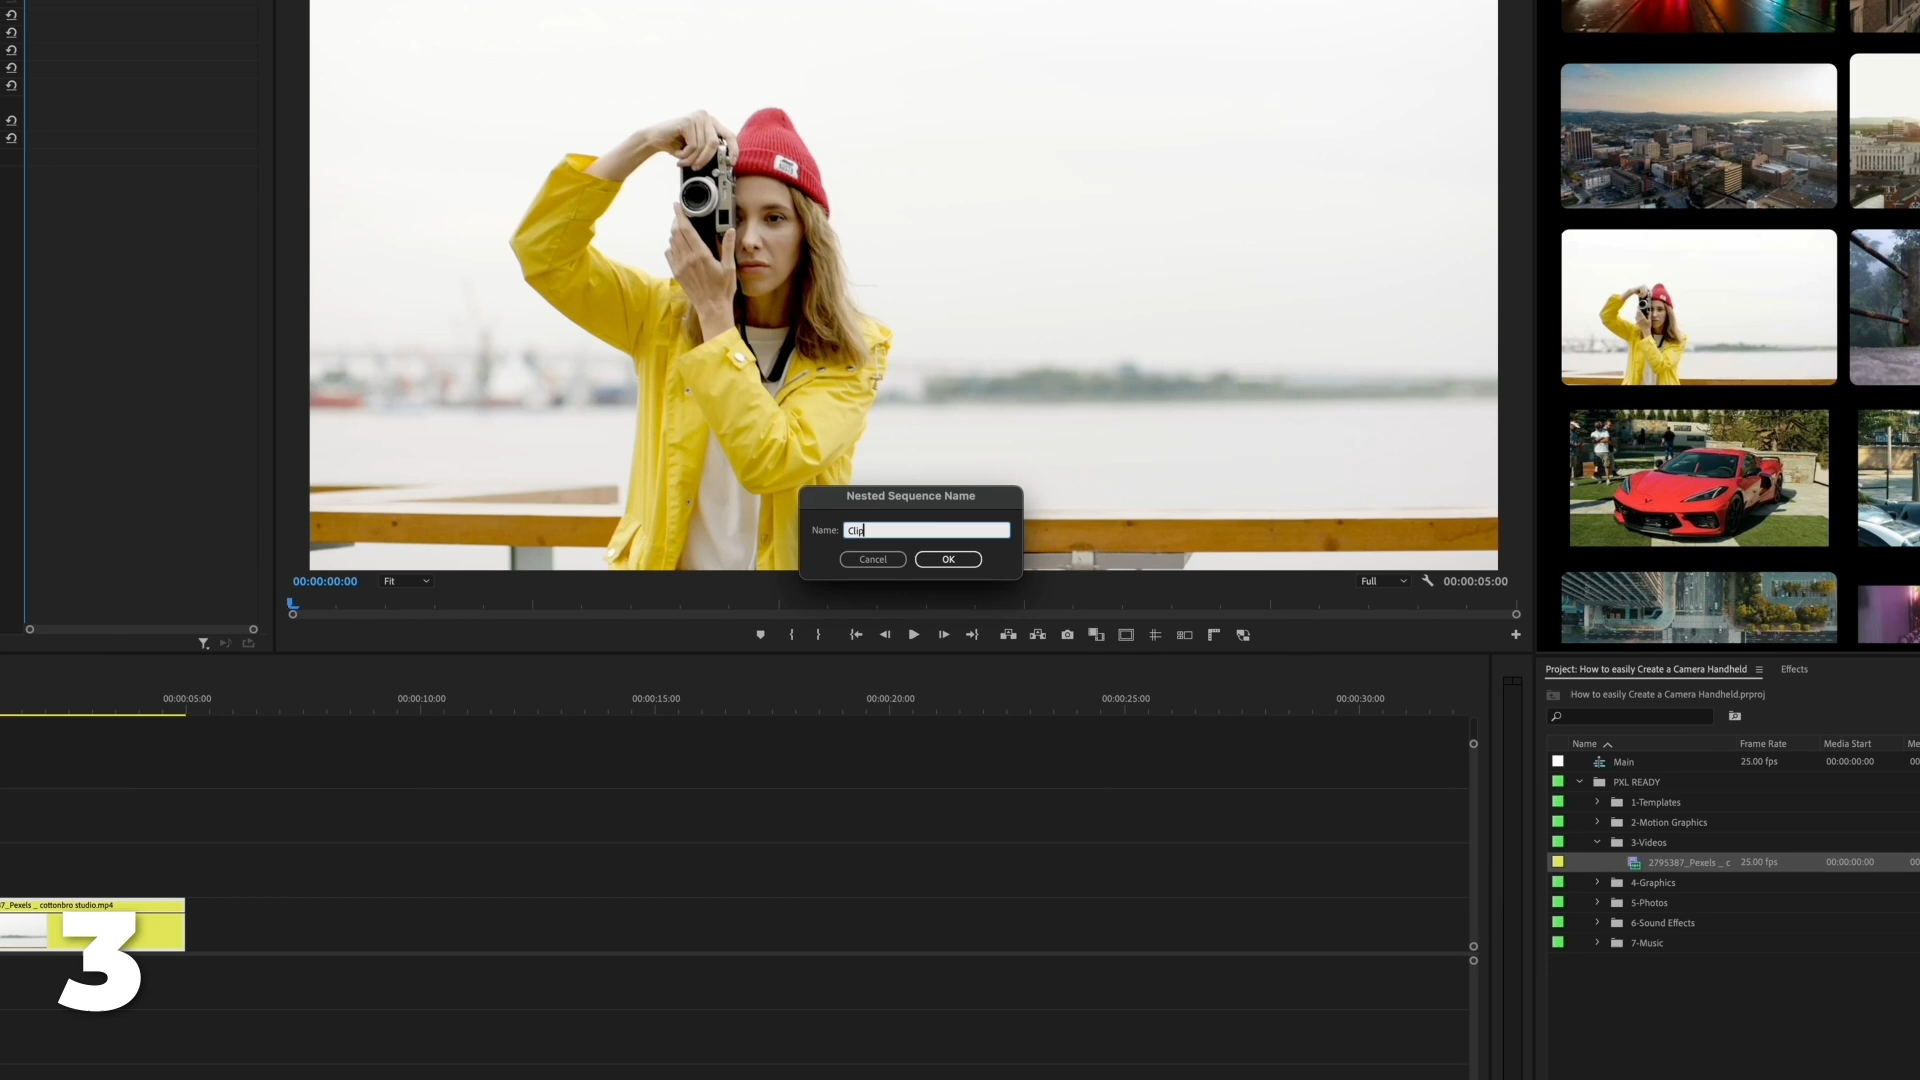 Nested Sequence Name
Name: Clip
Cancel OK
00:00:00:00 Fit Full 00:00:05:00
00:00:05:00 00:00:10:00 00:00:15:00 00:00:20:00 00:00:25:00 00:00:30:00
7_Pexels _ cottonbro studio.mp4
3
Project: How to easily Create a Camera Handheld Effects
How to easily Create a Camera Handheld.prproj
Name Frame Rate Media Start Me
Main 25.00 fps 00:00:00:00 00
PXL READY
1-Templates
2-Motion Graphics
3-Videos
2795387_Pexels _ c 25.00 fps 00:00:00:00 00
4-Graphics
5-Photos
6-Sound Effects
7-Music